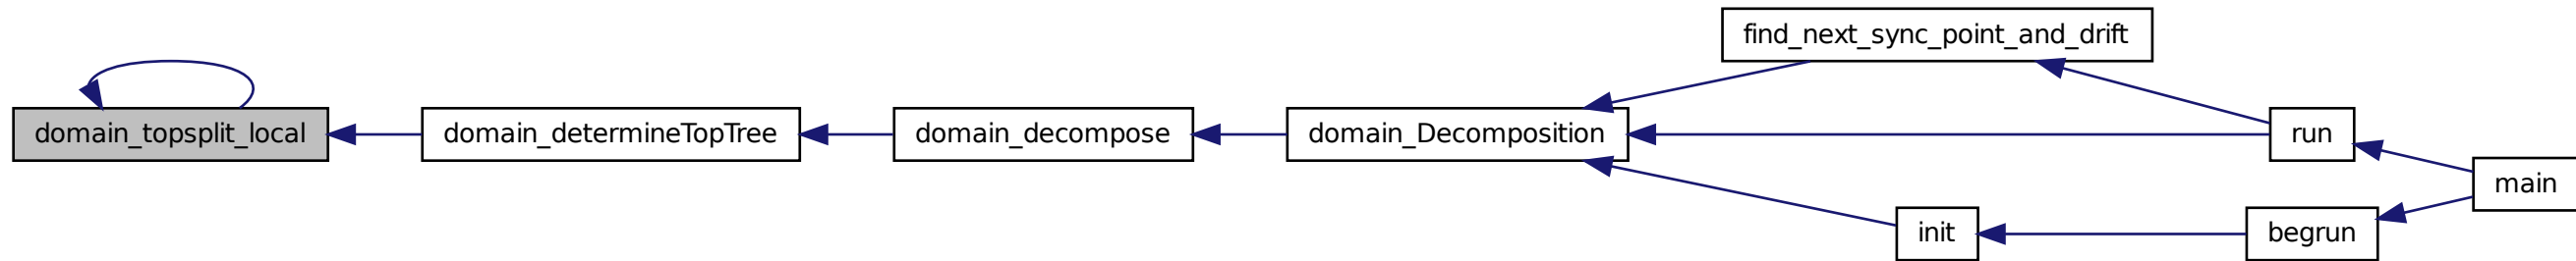 find_next_sync_point_and_drift
domain_topsplit_local
domain_determineTopTree
domain_decompose
domain_Decomposition
run
main
init
begrun